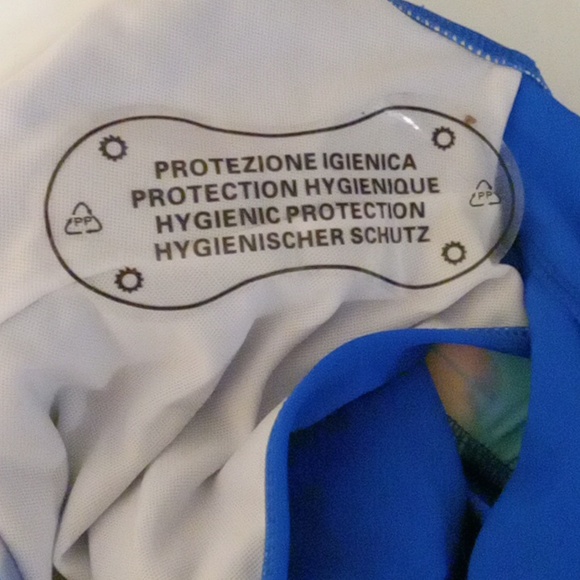 PROTEZIONE IGIENICA
PROTECTION HYGIENIQUE
HYGIENIC PROTECTION
HYGIENISCHER SCHUTZ
PP
PP